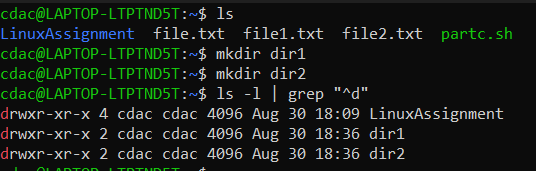 cdac@LAPTOP-LTPTND5T:~$ ls
LinuxAssignment  file.txt  file1.txt  file2.txt  partc.sh
cdac@LAPTOP-LTPTND5T:~$ mkdir dir1
cdac@LAPTOP-LTPTND5T:~$ mkdir dir2
cdac@LAPTOP-LTPTND5T:~$ ls -l | grep "^d"
drwxr-xr-x 4 cdac cdac 4096 Aug 30 18:09 LinuxAssignment
drwxr-xr-x 2 cdac cdac 4096 Aug 30 18:36 dir1
drwxr-xr-x 2 cdac cdac 4096 Aug 30 18:36 dir2
cdac@LAPTOP-LTPTND5T:~$